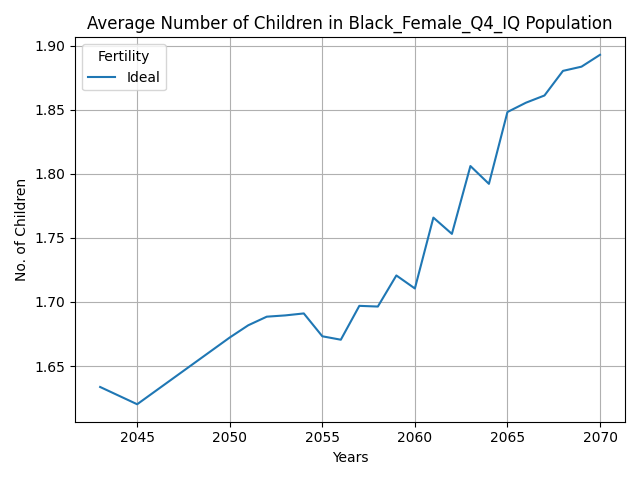 Average Number of Children in Black_Female_Q4_IQ Population
Fertility
Ideal
1.90
1.85
1.80
1.75
1.70
1.65
No. of Children
2045 2050 2055 2060 2065 2070
Years